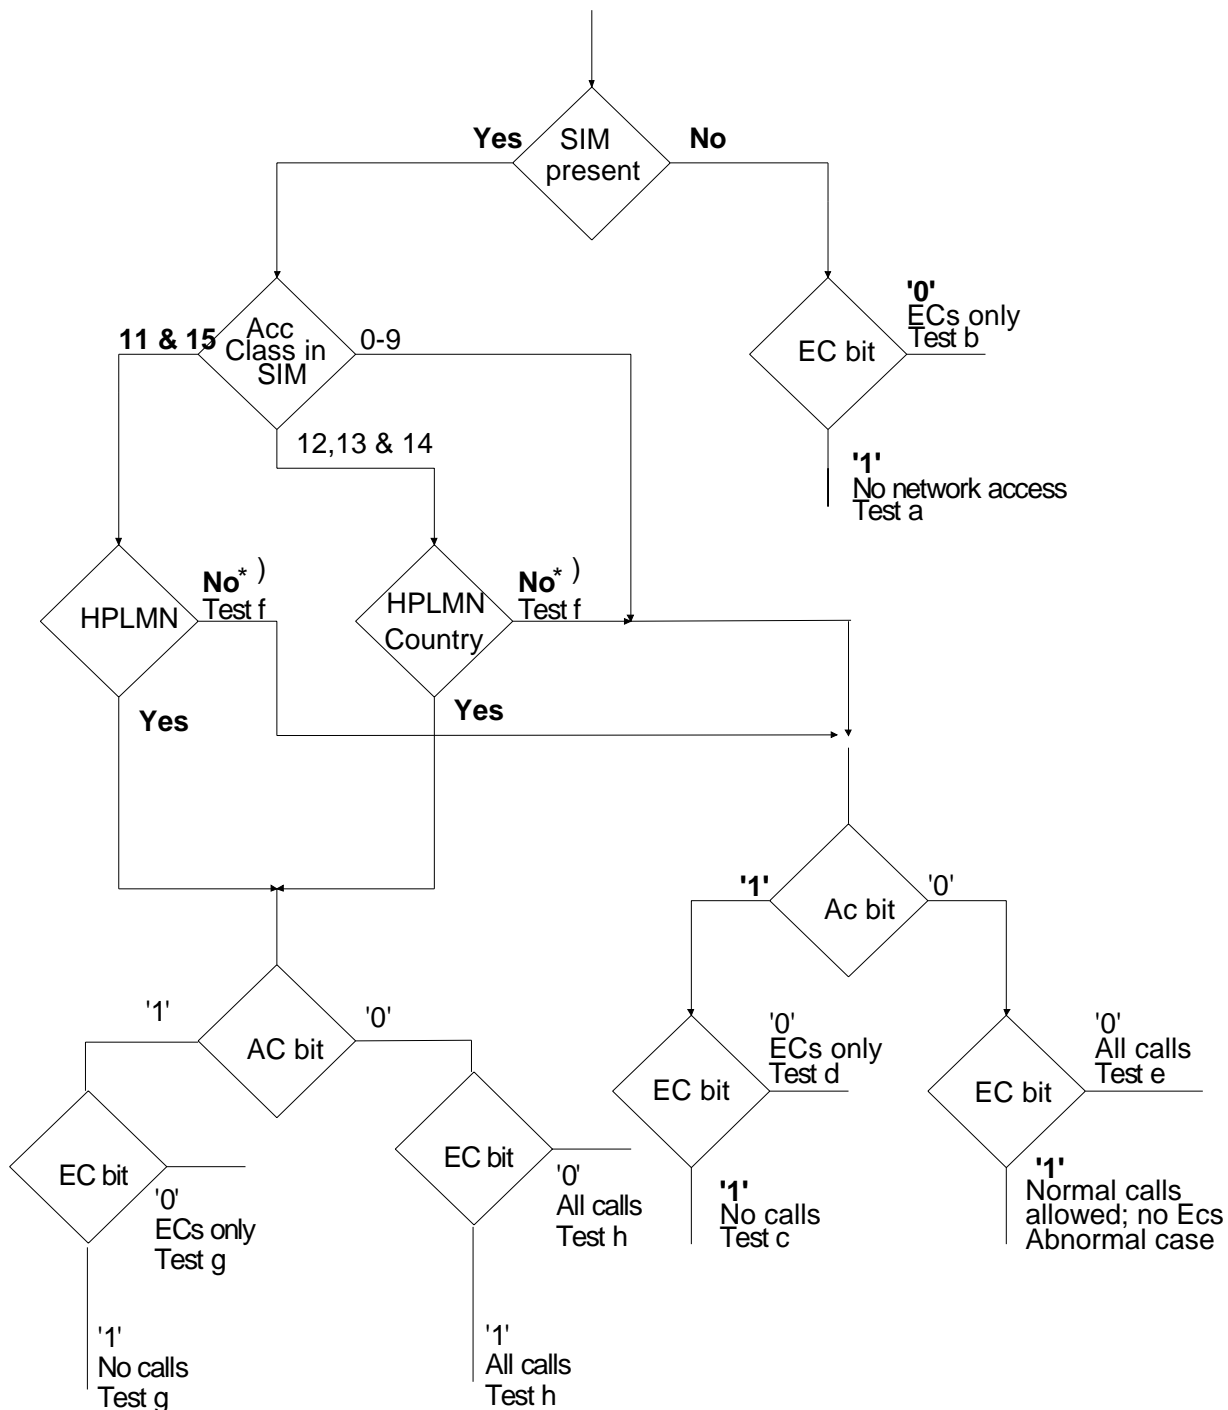 Yes
SIM
present
No
11 & 15
Acc
Class in
SIM
0-9
'0'
ECs only
Test b
EC bit
12,13 & 14
'1'
No network access
Test a
HPLMN
No* )
Test f
HPLMN
Country
No* )
Test f
Yes
Yes
'1'
Ac bit
'0'
'1'
AC bit
'0'
EC bit
'0'
ECs only
Test d
EC bit
'0'
All calls
Test e
EC bit
'0'
ECs only
Test g
EC bit
'0'
All calls
Test h
'1'
No calls
Test c
'1'
Normal calls
allowed; no Ecs
Abnormal case
'1'
No calls
Test g
'1'
All calls
Test h